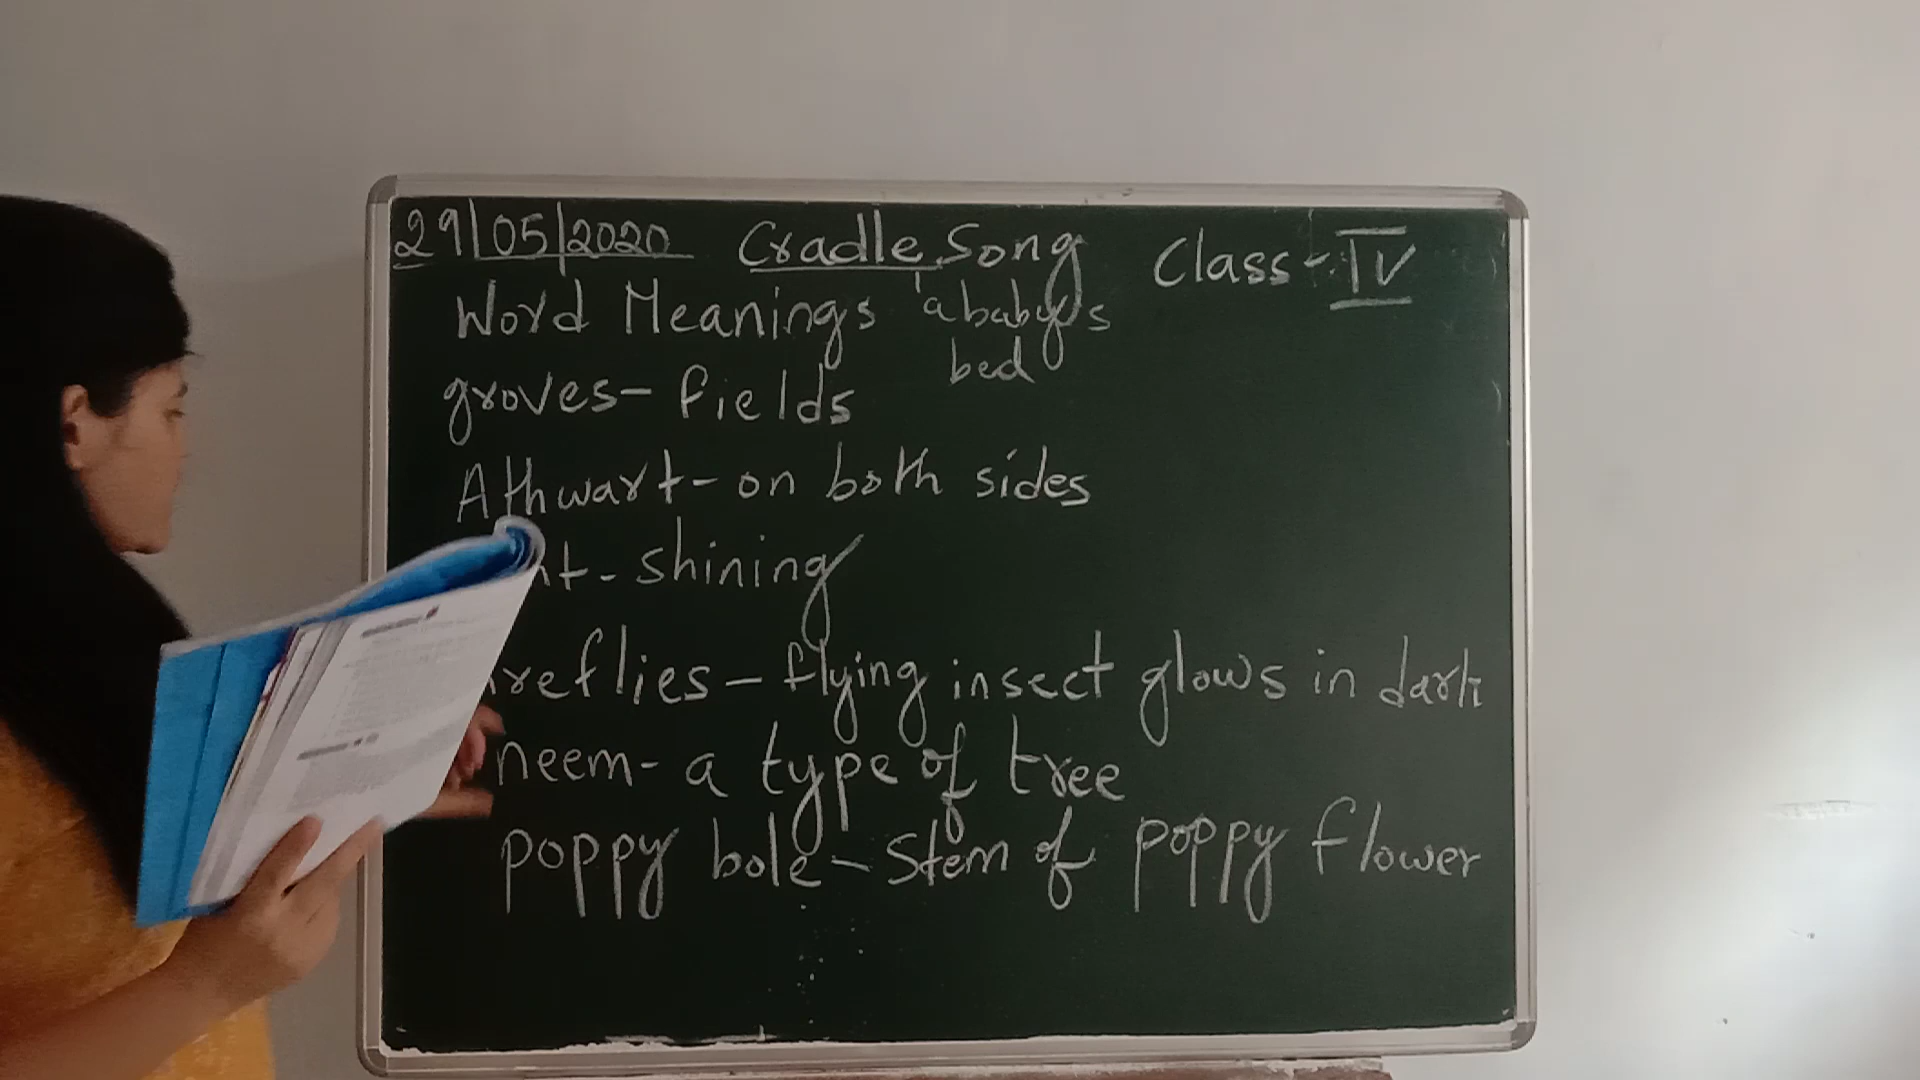 29/05/2020 Cradle Song Class-IV
Word Meanings a baby's
bed
groves- fields
Athwart- on both sides
nt- shining
reflies- flying insect glows in dark
neem- a type of tree
poppy bole- Stem of poppy flower